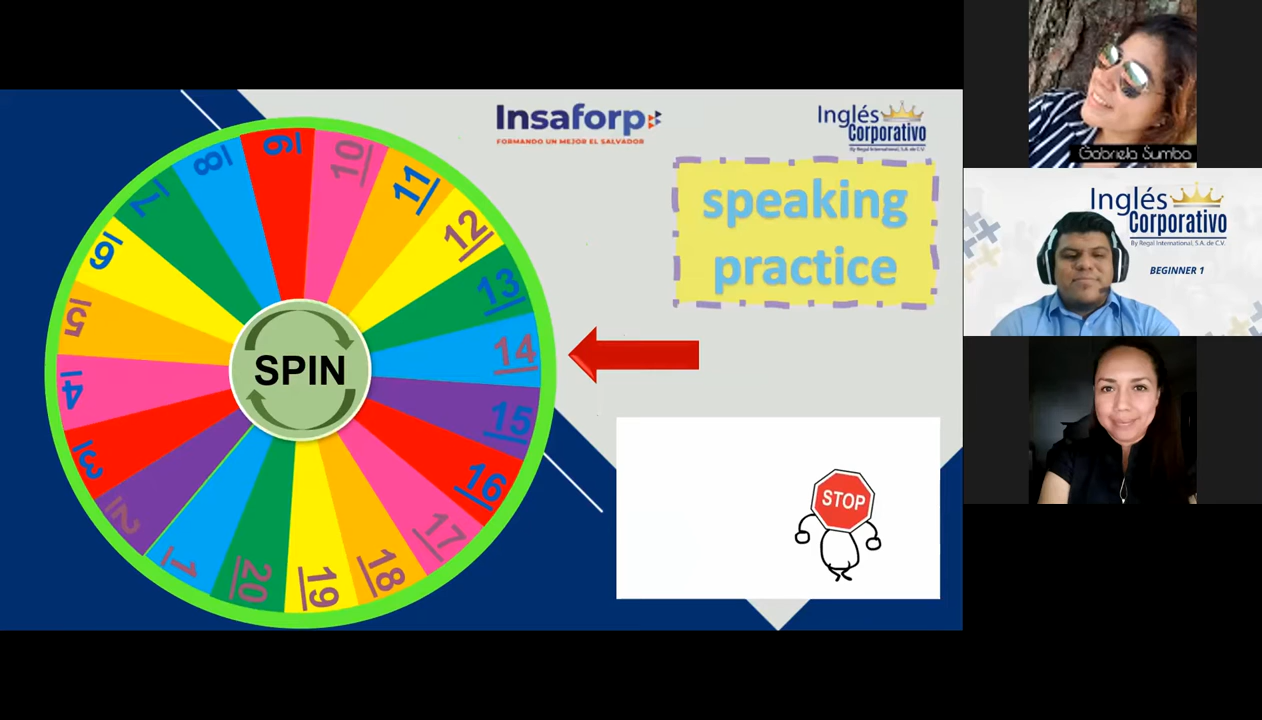 Insaforp
FORMANDO UN MEJOR EL SALVADOR
Inglés
Corporativo
By Regal International, S.A. de C.V.
speaking
practice
1
2
3
4
5
6
7
8
9
10
11
12
13
14
15
16
17
18
19
20
SPIN
STOP
Gabriela Sumba
Inglés
Corporativo
By Regal International, S.A. de C.V.
BEGINNER 1